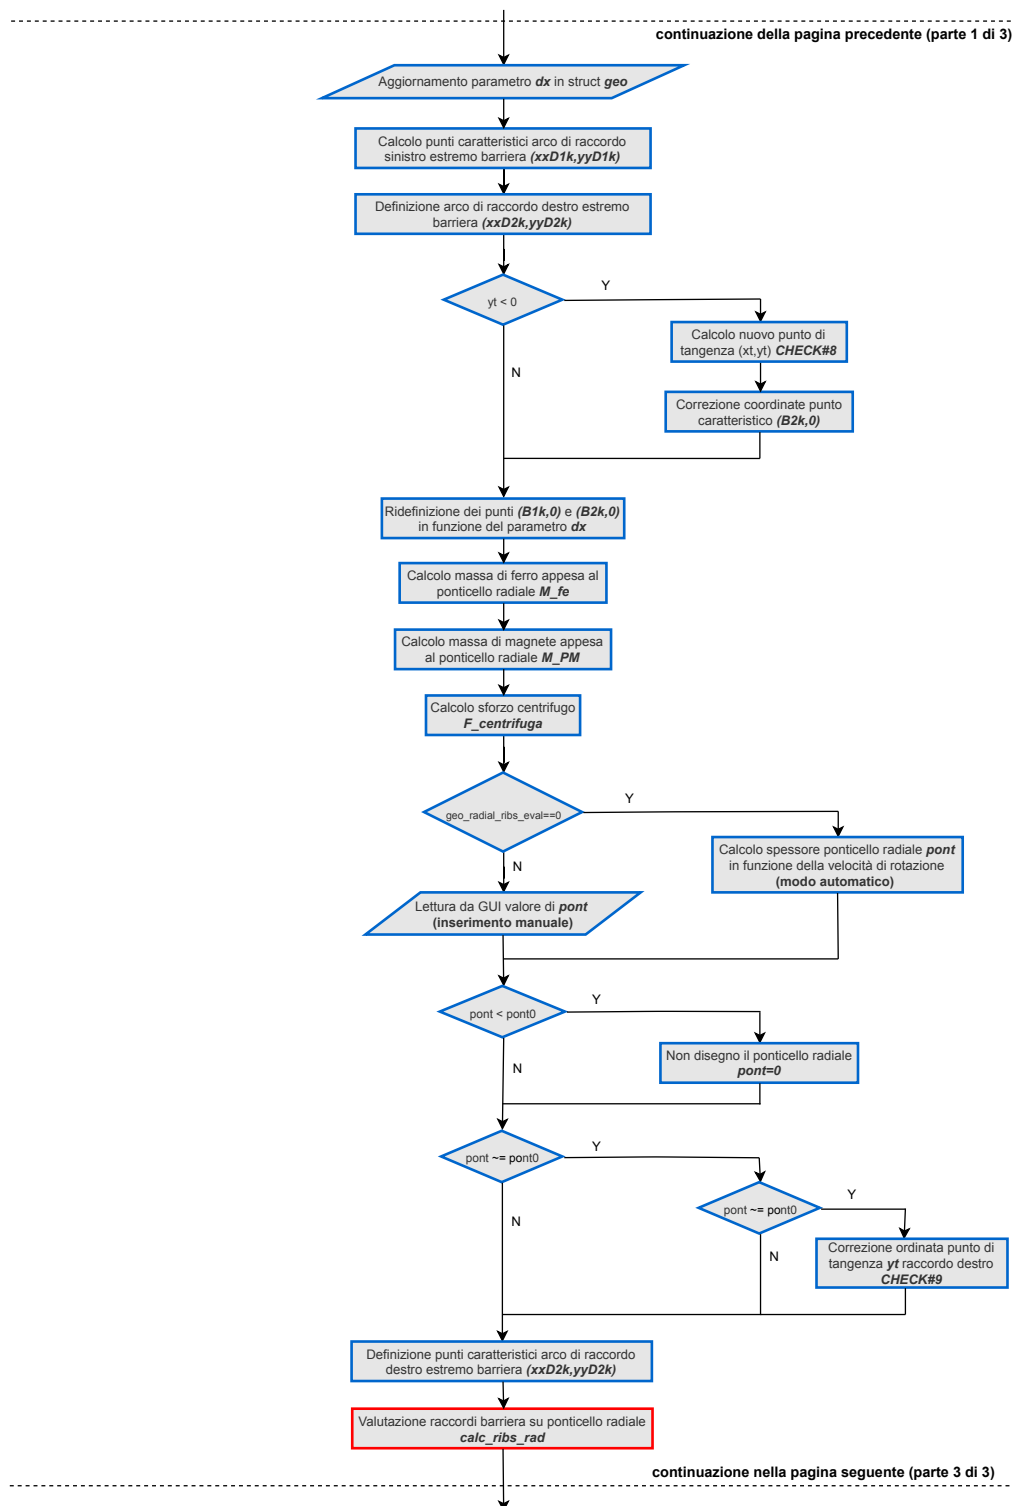 continuazione della pagina precedente (parte 1 di 3)
Aggiornamento parametro dx in struct geo
Calcolo punti caratteristici arco di raccordo
sinistro estremo barriera (xxD1k,yyD1k)
Definizione arco di raccordo destro estremo
barriera (xxD2k,yyD2k)
yt < 0
Y
N
Calcolo nuovo punto di
tangenza (xt,yt) CHECK#8
Correzione coordinate punto
caratteristico (B2k,0)
Ridefinizione dei punti (B1k,0) e (B2k,0)
in funzione del parametro dx
Calcolo massa di ferro appesa al
ponticello radiale M_fe
Calcolo massa di magnete appesa
al ponticello radiale M_PM
Calcolo sforzo centrifugo
F_centrifuga
geo_radial_ribs_eval==0
Y
N
Calcolo spessore ponticello radiale pont
in funzione della velocità di rotazione
(modo automatico)
Lettura da GUI valore di pont
(inserimento manuale)
pont < pont0
Y
N
Non disegno il ponticello radiale
pont=0
pont ~= pont0
Y
N
pont ~= pont0
Y
N
Correzione ordinata punto di
tangenza yt raccordo destro
CHECK#9
Definizione punti caratteristici arco di raccordo
destro estremo barriera (xxD2k,yyD2k)
Valutazione raccordi barriera su ponticello radiale
calc_ribs_rad
continuazione nella pagina seguente (parte 3 di 3)